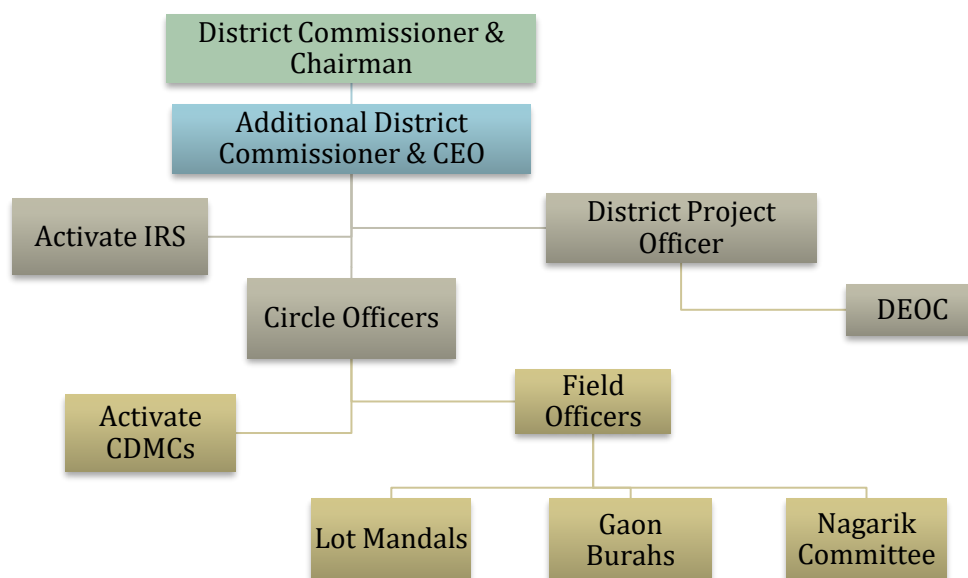 District Commissioner &
Chairman
Additional District
Commissioner & CEO
Activate IRS
District Project
Officer
Circle Officers
DEOC
Activate
CDMCs
Field
Officers
Lot Mandals
Gaon
Burahs
Nagarik
Committee